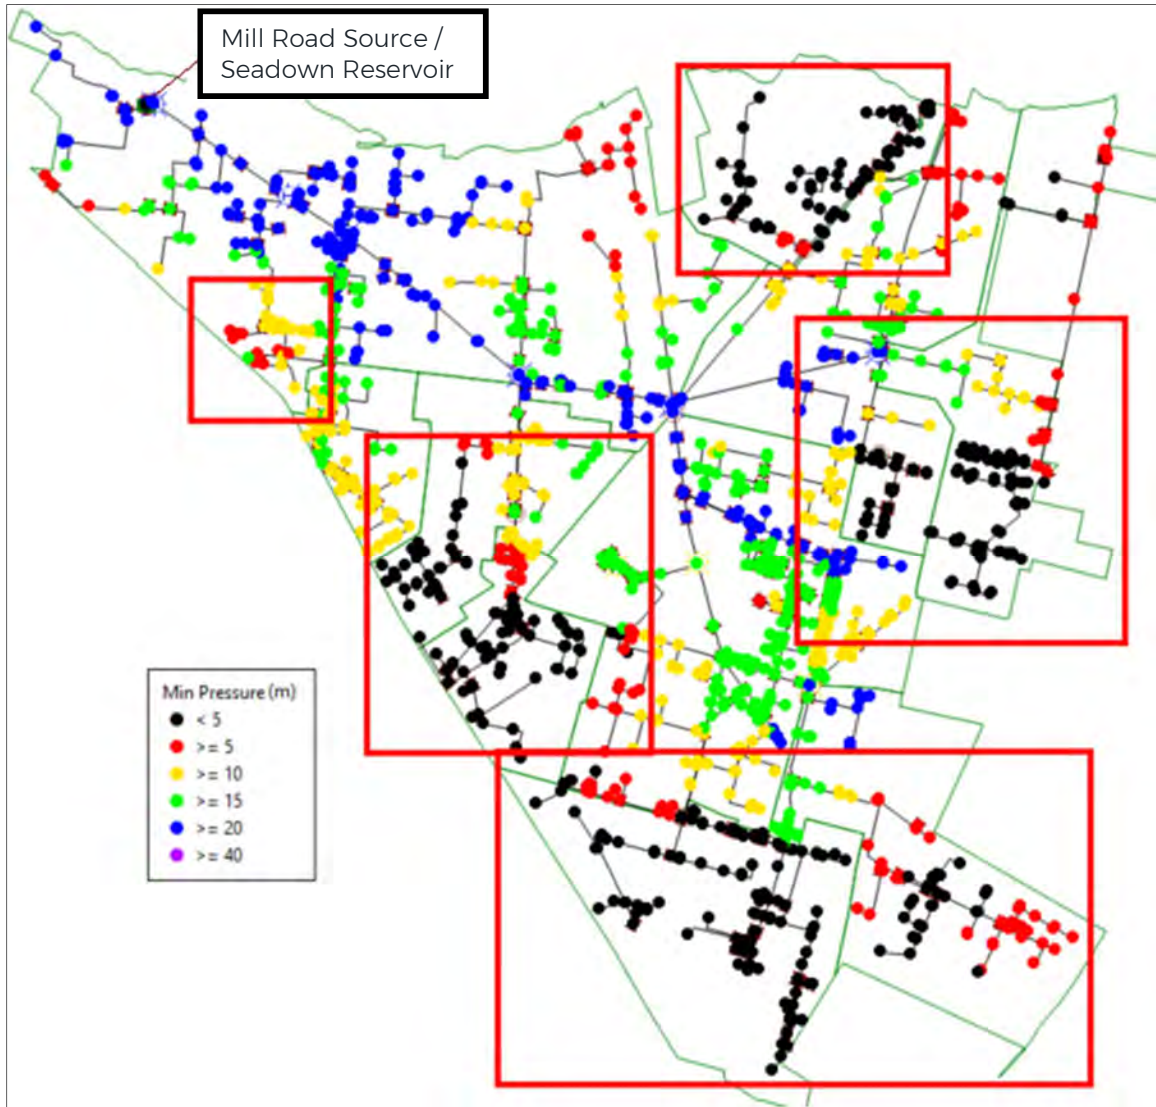 Mill Road Source /
Seadown Reservoir
Min Pressure (m)
< 5
>= 5
>= 10
>= 15
>= 20
>= 40